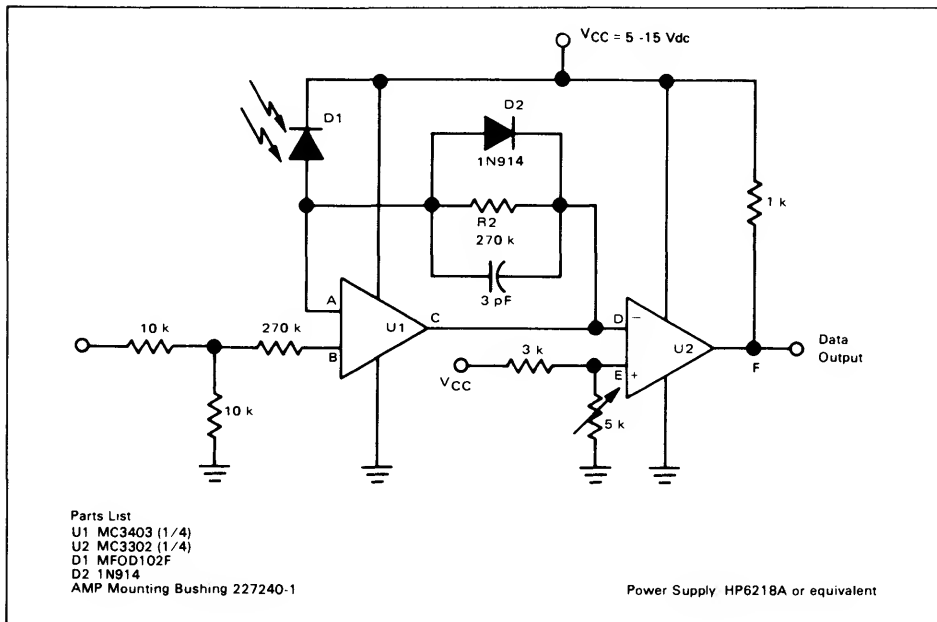 VCC = 5 -15 Vdc
D1
D2
1N914
R2
270 k
3 pF
1 k
A
U1
C
B
10 k
270 k
10 k
D
−
U2
E
+
F
Data
Output
3 k
VCC
5 k
Parts List
U1 MC3403 (1/4)
U2 MC3302 (1/4)
D1 MFOD102F
D2 1N914
AMP Mounting Bushing 227240-1
Power Supply HP6218A or equivalent